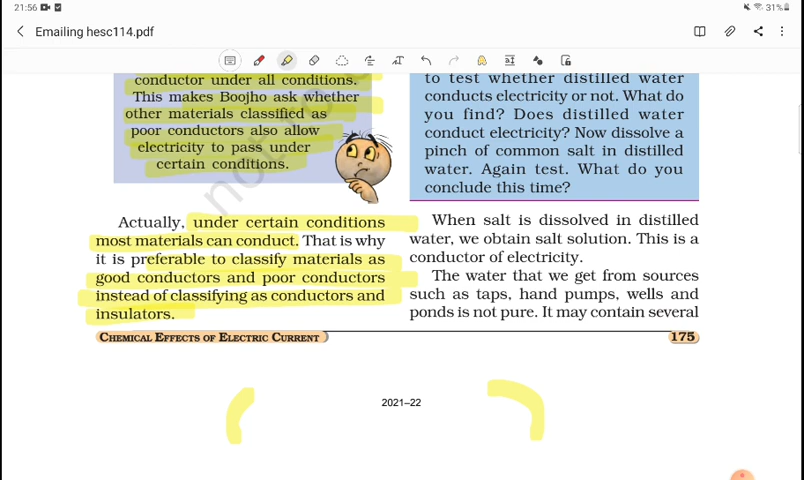 21:56
31%
Emailing hesc114.pdf
conductor under all conditions.
This makes Boojho ask whether
other materials classified as
poor conductors also allow
electricity to pass under
certain conditions.
Actually, under certain conditions
most materials can conduct. That is why
it is preferable to classify materials as
good conductors and poor conductors
instead of classifying as conductors and
insulators.
to test whether distilled water
conducts electricity or not. What do
you find? Does distilled water
conduct electricity? Now dissolve a
pinch of common salt in distilled
water. Again test. What do you
conclude this time?
When salt is dissolved in distilled
water, we obtain salt solution. This is a
conductor of electricity.
The water that we get from sources
such as taps, hand pumps, wells and
ponds is not pure. It may contain several
CHEMICAL EFFECTS OF ELECTRIC CURRENT
175
2021–22